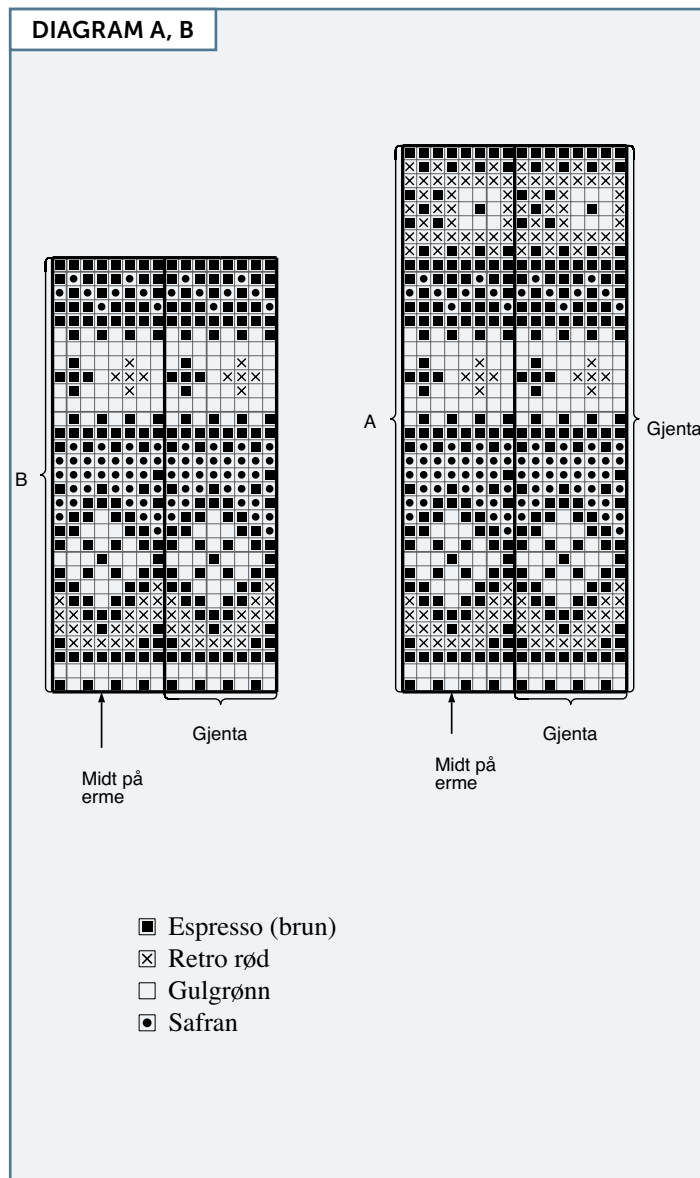 DIAGRAM A, B
B
A
Gjenta
Gjenta
Gjenta
Midt på
erme
Midt på
erme
Espresso (brun)
Retro rød
Gulgrønn
Safran